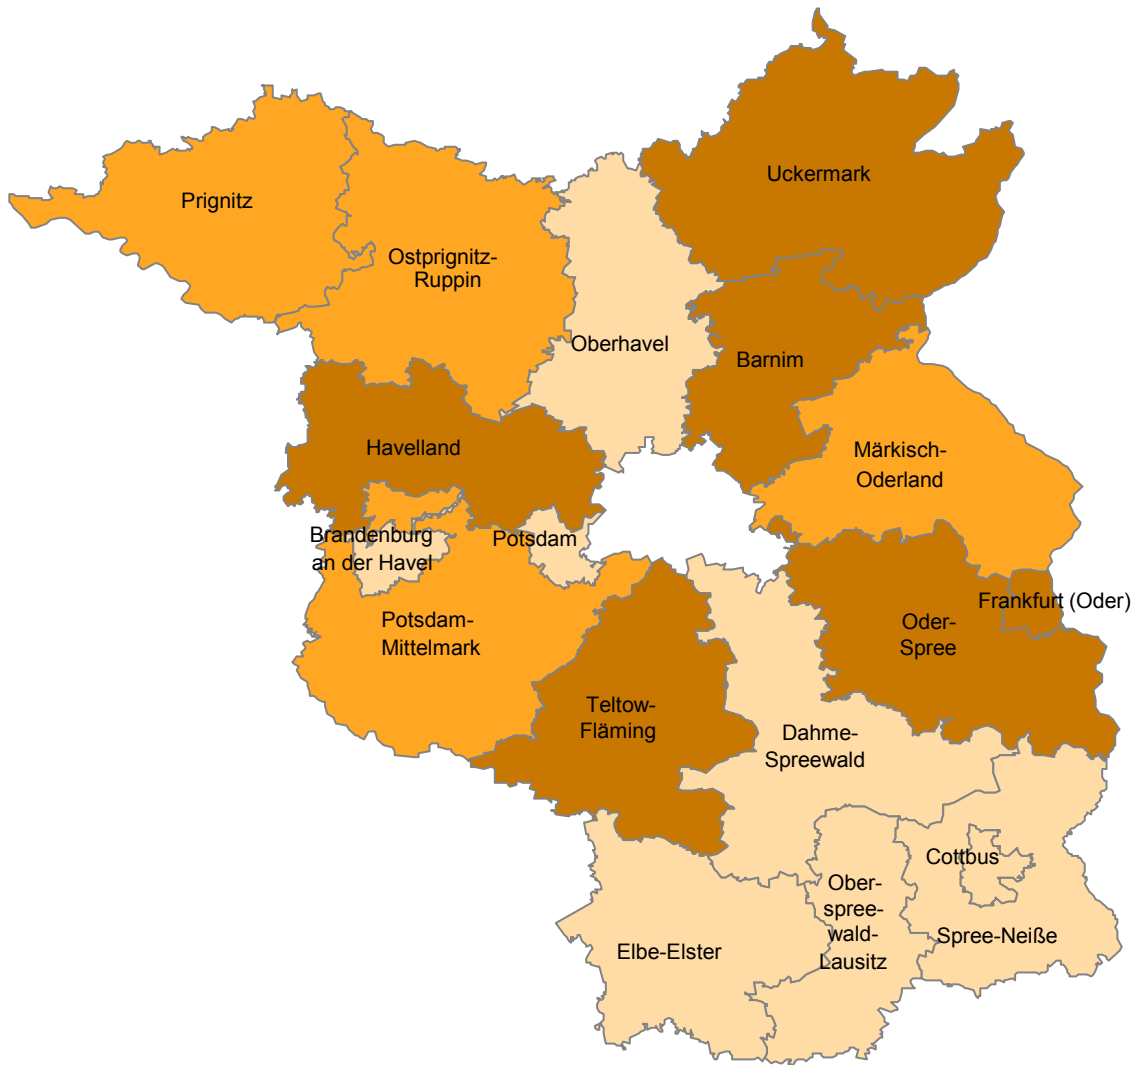 Uckermark
Prignitz
Ostprignitz-
Ruppin
Oberhavel
Barnim
Havelland
Märkisch-
Oderland
Brandenburg
an der Havel
Potsdam
Frankfurt (Oder)
Potsdam-
Mittelmark
Oder-
Spree
Teltow-
Fläming
Dahme-
Spreewald
Cottbus
Ober-
spree-
wald-
Lausitz
Spree-Neiße
Elbe-Elster